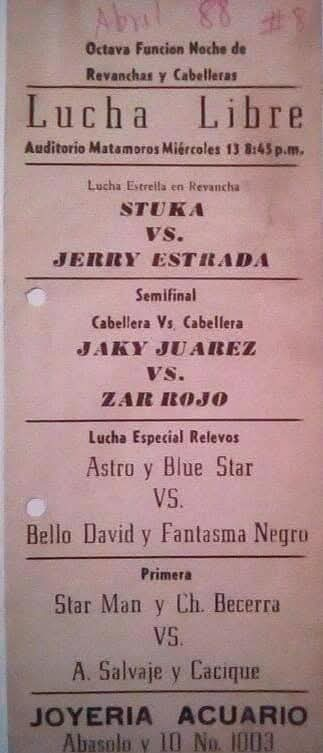 Abril 88 #8
Octava Funcion Noche de
Revanchas y Cabelleras
Lucha Libre
Auditorio Matamoros Miércoles 13 8:45 p.m.
Lucha Estrella en Revancha
STUKA
VS.
JERRY ESTRADA
Semifinal
Cabellera Vs. Cabellera
JAKY JUAREZ
VS.
ZAR ROJO
Lucha Especial Relevos
Astro y Blue Star
VS.
Bello David y Fantasma Negro
Primera
Star Man y Ch. Becerra
VS.
A. Salvaje y Cacique
JOYERIA ACUARIO
Abasolo y 10 No. 1003